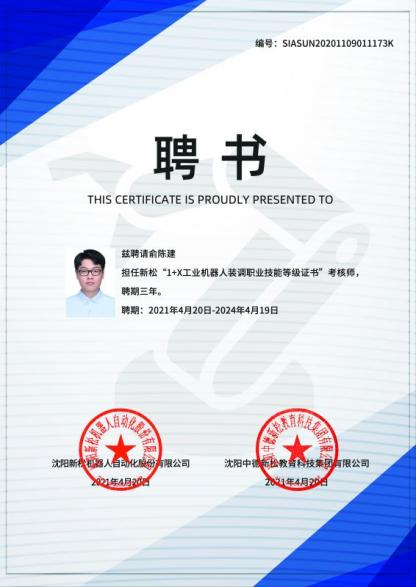 编号：SIASUN20201109011173K
聘书
THIS CERTIFICATE IS PROUDLY PRESENTED TO
兹聘请俞陈建
担任新松“1+X工业机器人装调职业技能等级证书”考核师，
聘期三年。
聘期：2021年4月20日-2024年4月19日
沈阳新松机器人自动化股份有限公司
沈阳中德新松教育科技集团有限公司
2021年4月20日
2021年4月20日